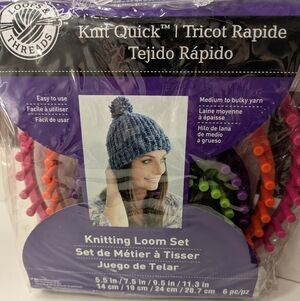 LOOPS &
THREADS
Knit Quick™ | Tricot Rapide
Tejido Rápido
Easy to use
Facile à utiliser
Fácil de usar
Medium to bulky yarn
Laine moyenne
à épaisse
Hilo de lana
de medio
a grueso
Knitting Loom Set
Set de Métier à Tisser
Juego de Telar
5.5 in / 7.5 in / 9.5 in / 11.3 in
14 cm / 19 cm / 24 cm / 28.7 cm 6 pc/pz